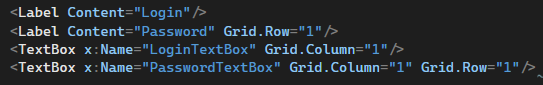 <Label Content="Login"/>
<Label Content="Password" Grid.Row="1"/>
<TextBox x:Name="LoginTextBox" Grid.Column="1"/>
<TextBox x:Name="PasswordTextBox" Grid.Column="1" Grid.Row="1"/>